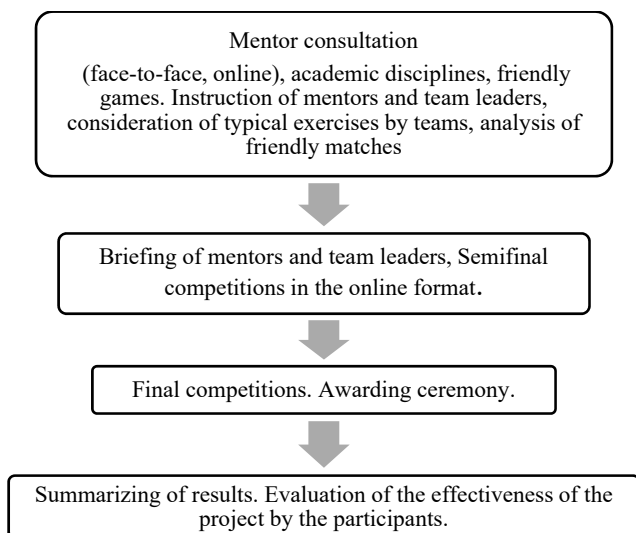 Mentor consultation
(face-to-face, online), academic disciplines, friendly
games. Instruction of mentors and team leaders,
consideration of typical exercises by teams, analysis of
friendly matches
Briefing of mentors and team leaders, Semifinal
competitions in the online format.
Final competitions. Awarding ceremony.
Summarizing of results. Evaluation of the effectiveness of the
project by the participants.